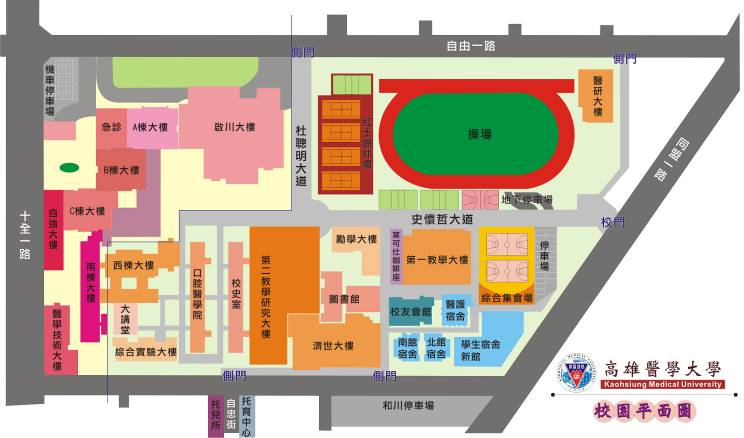 自由一路
側門
側門
機車停車場
醫研大樓
急診
A棟大樓
啟川大樓
杜聰明大道
紅土網球場
操場
同盟一路
B棟大樓
地下停車場
十全一路
自強大樓
C棟大樓
史懷哲大道
校門
南棟大樓
西棟大樓
口腔醫學院
校史室
第二教學研究大樓
勵學大樓
萊可仕咖啡座
第一教學大樓
停車場
綜合集會場
圖書館
校友會館
醫護宿舍
大講堂
醫學技術大樓
綜合實驗大樓
濟世大樓
南館宿舍
北館宿舍
學生宿舍新館
側門
側門
托兒所
自忠街
托育中心
和川停車場
高雄醫學大學
Kaohsiung Medical University
校園平面圖